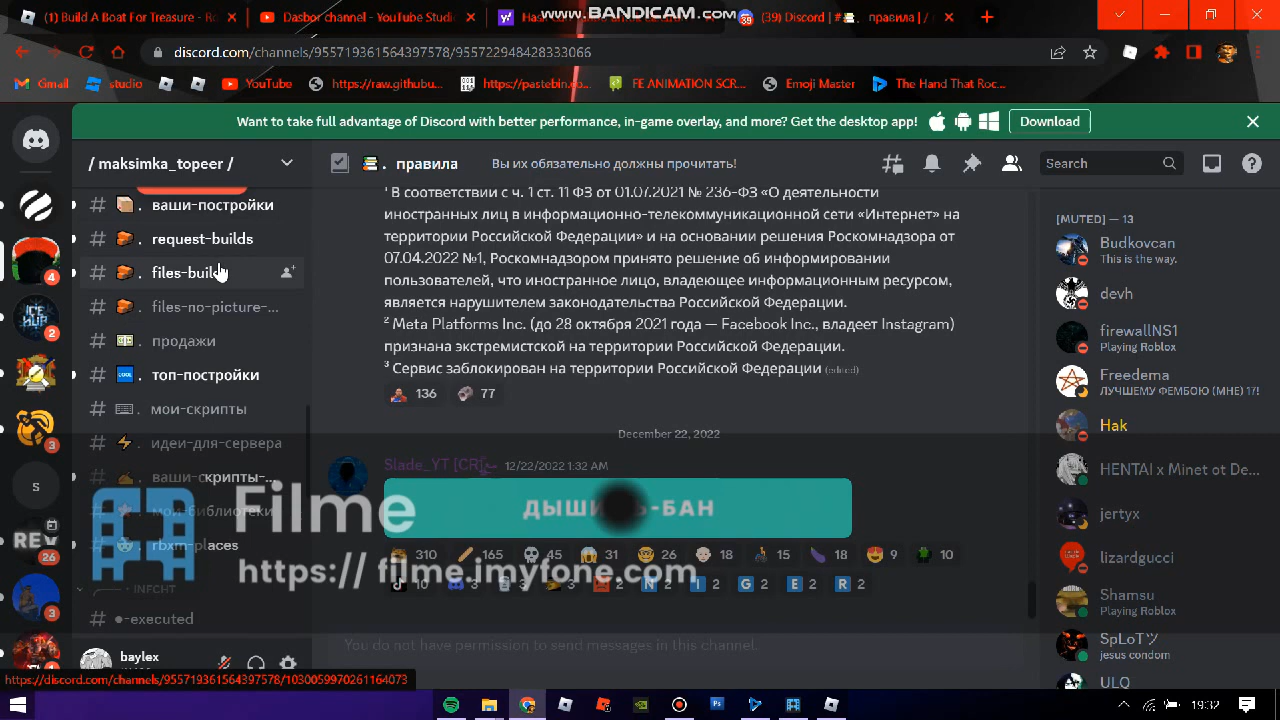 (1) Build A Boat For Treasure - Ro
Dasbor channel - YouTube Studio
www.BANDICAM.com
(39) Discord | #
правила | /
discord.com/channels/955719361564397578/955722948428333066
Gmail
studio
YouTube
https://raw.githubu...
https://pastebin.co...
FE ANIMATION SCR...
Emoji Master
The Hand That Roc...
Want to take full advantage of Discord with better performance, in-game overlay, and more? Get the desktop app!
Download
/ maksimka_topeer /
. правила
Вы их обязательно должны прочитать!
Search
. ваши-постройки
. request-builds
. files-build
. files-no-picture-...
. продажи
. топ-постройки
. мои-скрипты
. идеи-для-сервера
. ваши-скрипты-...
. мои-библиотеки
. rbxm-places
-executed
4
2
3
S
REV
26
3
baylex
¹ В соответствии с ч. 1 ст. 11 ФЗ от 01.07.2021 № 236-ФЗ «О деятельности
иностранных лиц в информационно-телекоммуникационной сети «Интернет» на
территории Российской Федерации» и на основании решения Роскомнадзора от
07.04.2022 №1, Роскомнадзором принято решение об информировании
пользователей, что иностранное лицо, владеющее информационным ресурсом,
является нарушителем законодательства Российской Федерации.
² Meta Platforms Inc. (до 28 октября 2021 года — Facebook Inc., владеет Instagram)
признана экстремистской на территории Российской Федерации.
³ Сервис заблокирован на территории Российской Федерации (edited)
136 77
December 22, 2022
Slade_YT [CR] 12/22/2022 1:32 AM
310 165 45 31 26 18 15 18 9 10
10 3 3 3 2 N 2 I 2 G 2 E 2 R 2
You do not have permission to send messages in this channel.
Filme
https:// filme.imyfone.com
[MUTED] — 13
Budkovcan
This is the way.
devh
firewallNS1
Playing Roblox
Freedema
ЛУЧШЕМУ ФЕМБОЮ (МНЕ) 17!
Hak
HENTAI x Minet ot De...
jertyx
lizardgucci
Shamsu
Playing Roblox
SpLoTツ
jesus condom
ULQ
https://discord.com/channels/955719361564397578/1030059970261164073
19:32